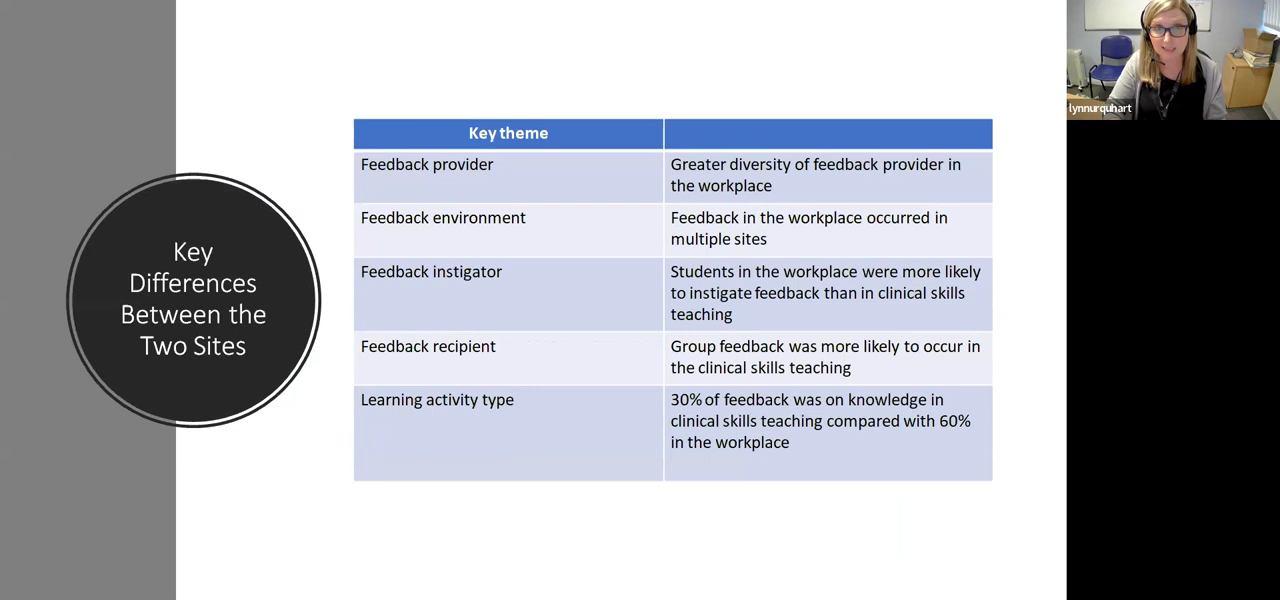 Key
Differences
Between the
Two Sites
Key theme
Feedback provider
Greater diversity of feedback provider in
the workplace
Feedback environment
Feedback in the workplace occurred in
multiple sites
Feedback instigator
Students in the workplace were more likely
to instigate feedback than in clinical skills
teaching
Feedback recipient
Group feedback was more likely to occur in
the clinical skills teaching
Learning activity type
30% of feedback was on knowledge in
clinical skills teaching compared with 60%
in the workplace
lynnurquhart